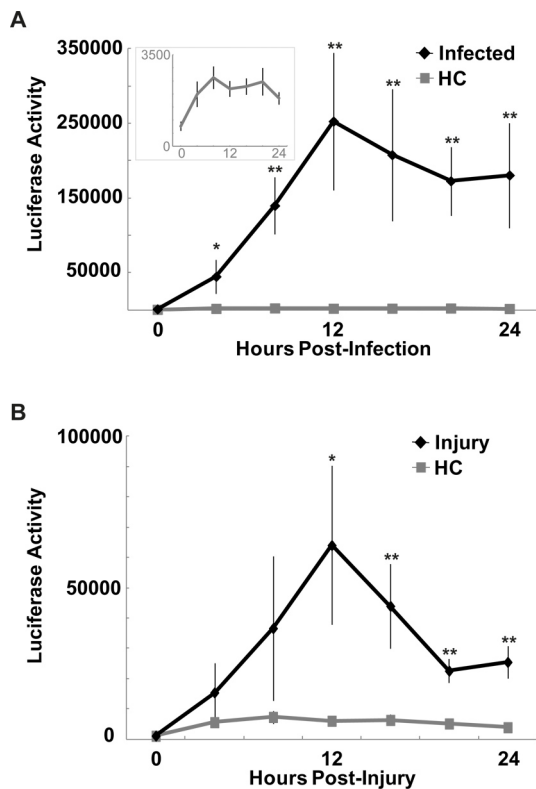 A
350000
250000
150000
50000
Luciferase Activity
3500
0
0 12 24
Infected
HC
*
**
**
**
**
**
0 12 24
Hours Post-Infection
B
100000
50000
0
Luciferase Activity
Injury
HC
*
**
**
**
0 12 24
Hours Post-Injury